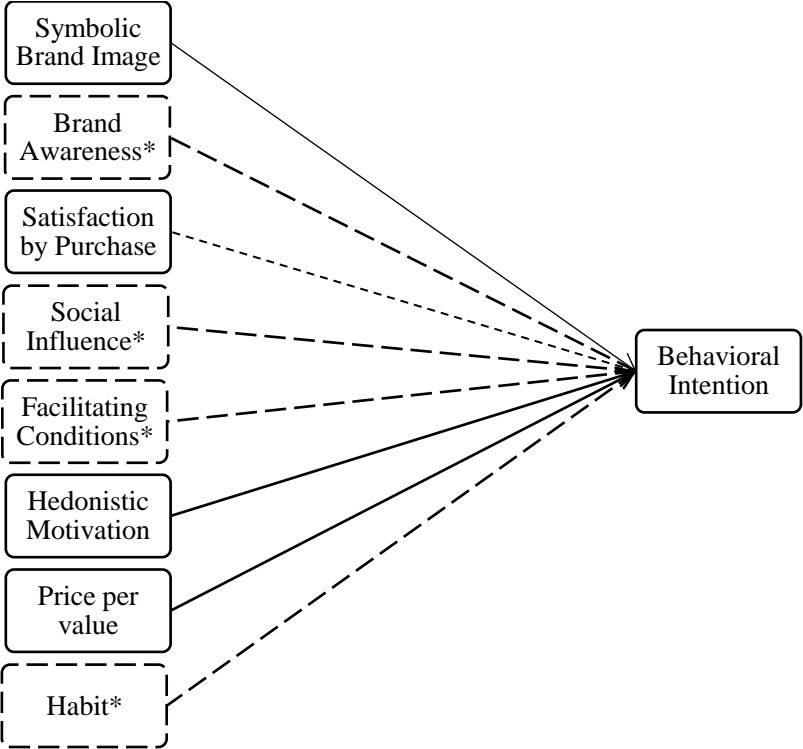 Symbolic
Brand Image
Brand
Awareness*
Satisfaction
by Purchase
Social
Influence*
Facilitating
Conditions*
Hedonistic
Motivation
Price per
value
Habit*
Behavioral
Intention